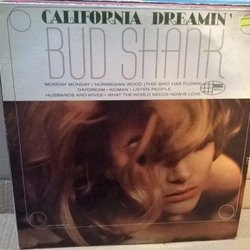 CALIFORNIA DREAMIN'
BUD SHANK
MONDAY MONDAY • NORWEGIAN WOOD (THIS BIRD HAS FLOWN)
DAYDREAM • WOMAN • LISTEN PEOPLE
HUSBANDS AND WIVES • WHAT THE WORLD NEEDS NOW IS LOVE